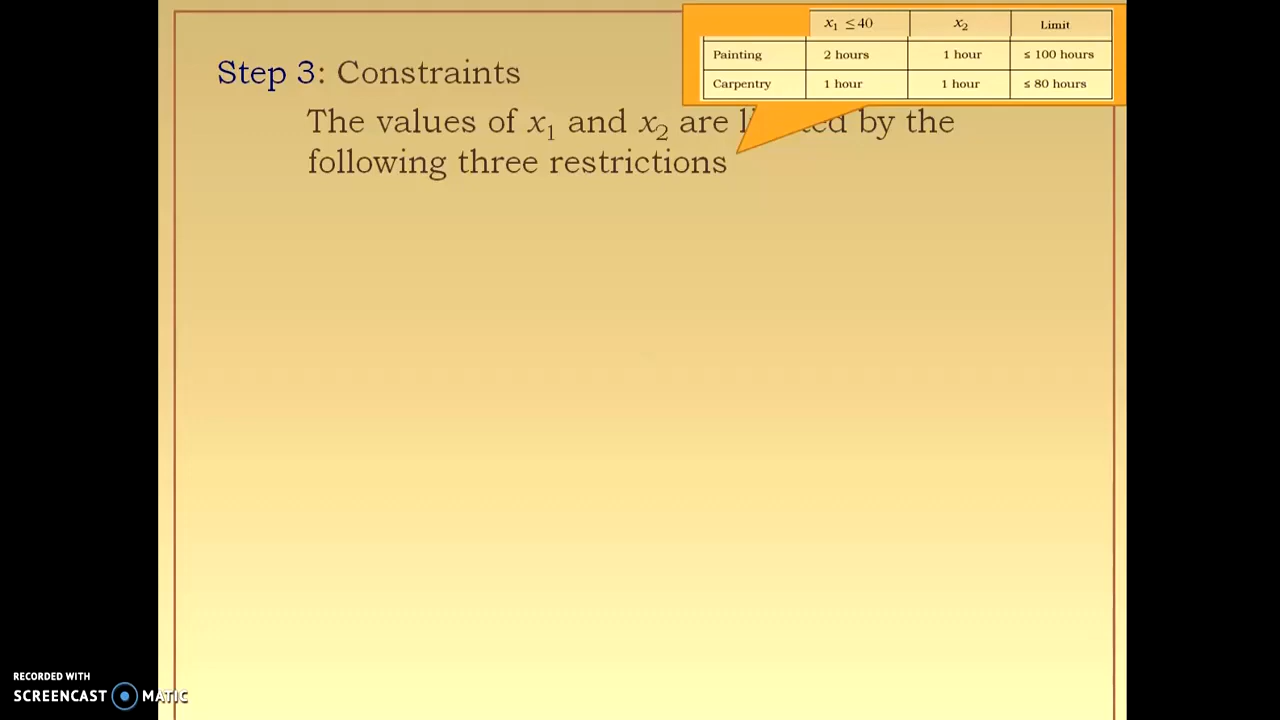 x₁ ≤ 40 x₂ Limit
Painting 2 hours 1 hour ≤ 100 hours
Carpentry 1 hour 1 hour ≤ 80 hours
Step 3: Constraints
The values of x₁ and x₂ are by the
following three restrictions
RECORDED WITH
SCREENCAST MATIC